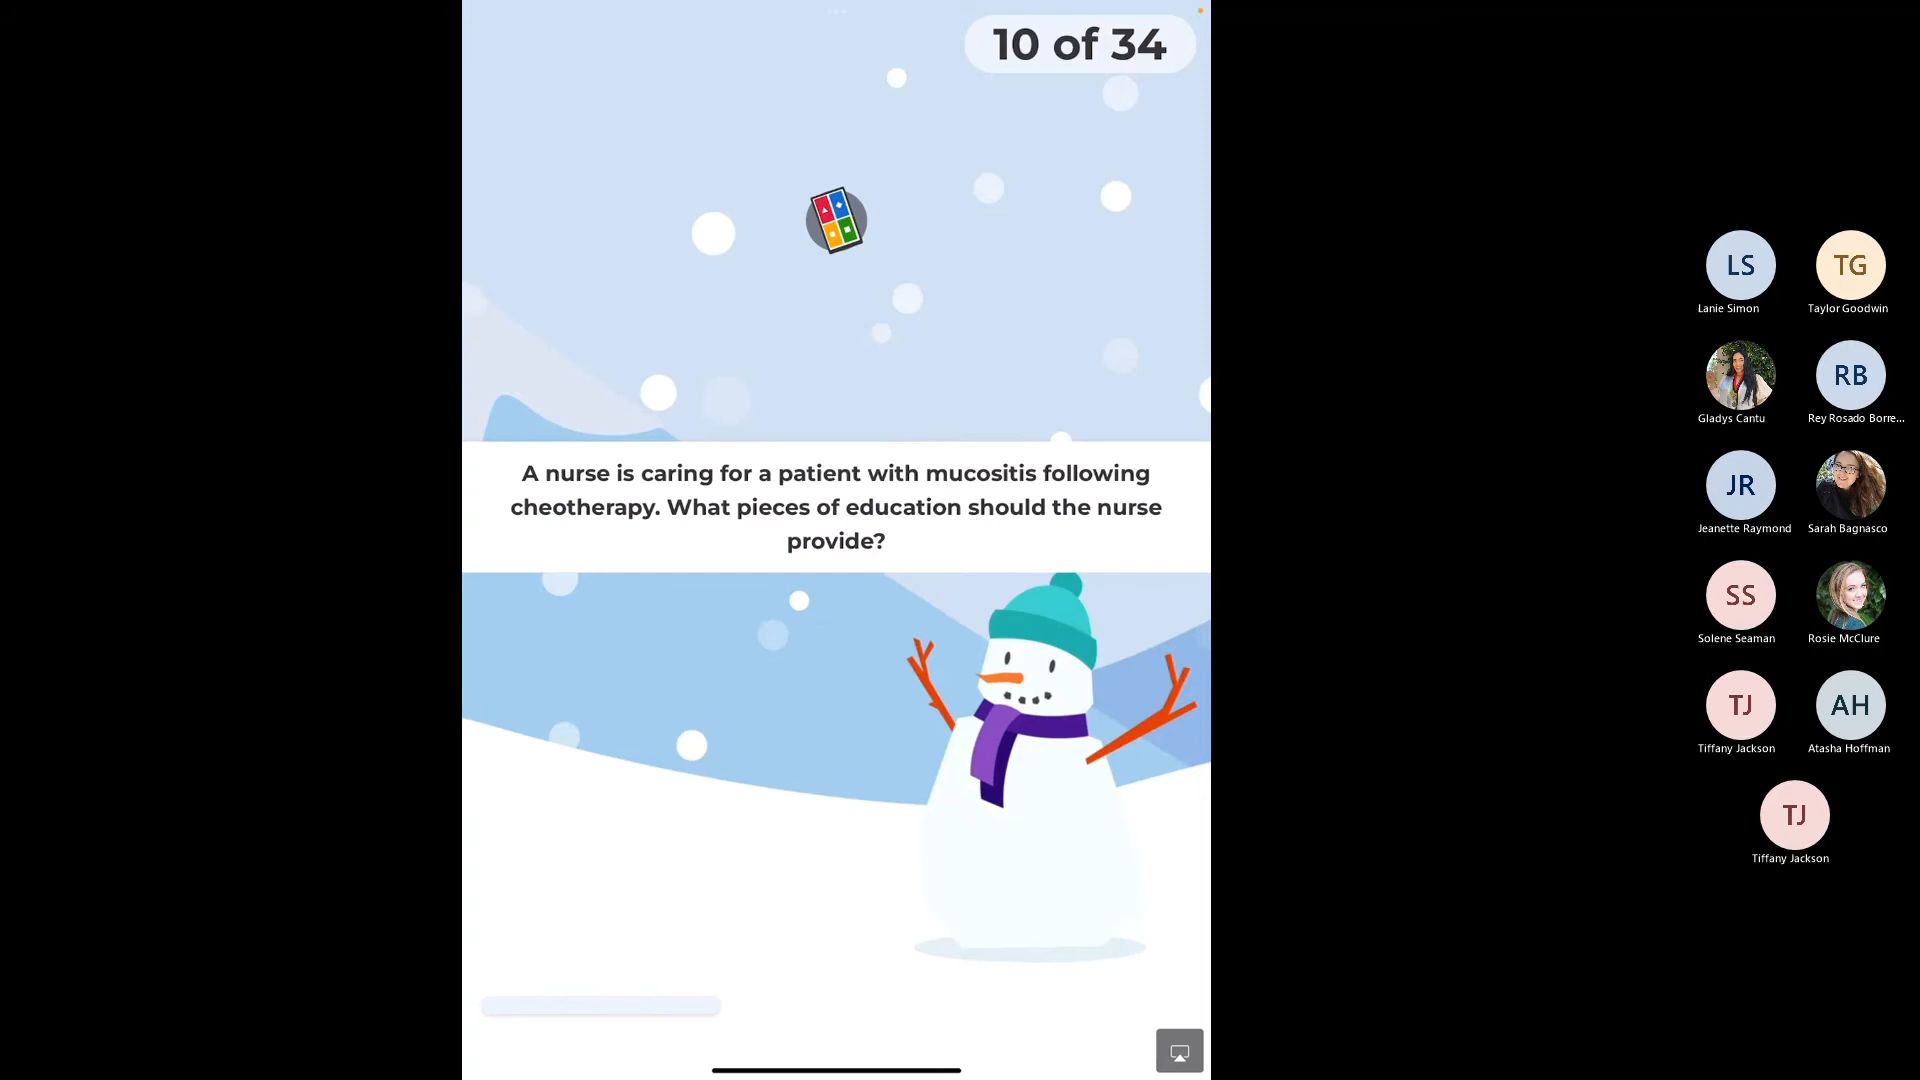 10 of 34
A nurse is caring for a patient with mucositis following
cheotherapy. What pieces of education should the nurse
provide?
LS
TG
Lanie Simon
Taylor Goodwin
RB
Gladys Cantu
Rey Rosado Borre...
JR
Jeanette Raymond
Sarah Bagnasco
SS
Solene Seaman
Rosie McClure
TJ
AH
Tiffany Jackson
Atasha Hoffman
TJ
Tiffany Jackson